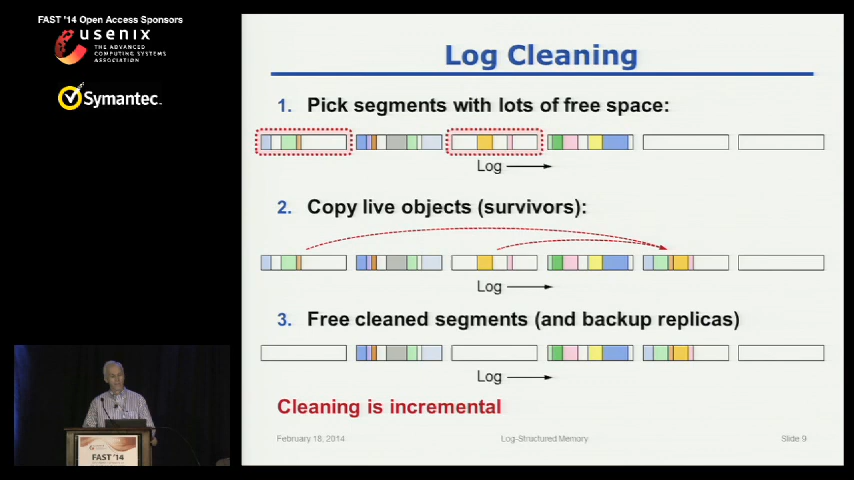 FAST '14 Open Access Sponsors
usenix
THE ADVANCED
COMPUTING SYSTEMS
ASSOCIATION
Symantec.
Log Cleaning
1. Pick segments with lots of free space:
Log
2. Copy live objects (survivors):
Log
3. Free cleaned segments (and backup replicas)
Log
Cleaning is incremental
February 18, 2014
Log-Structured Memory
Slide 9
FAST '14